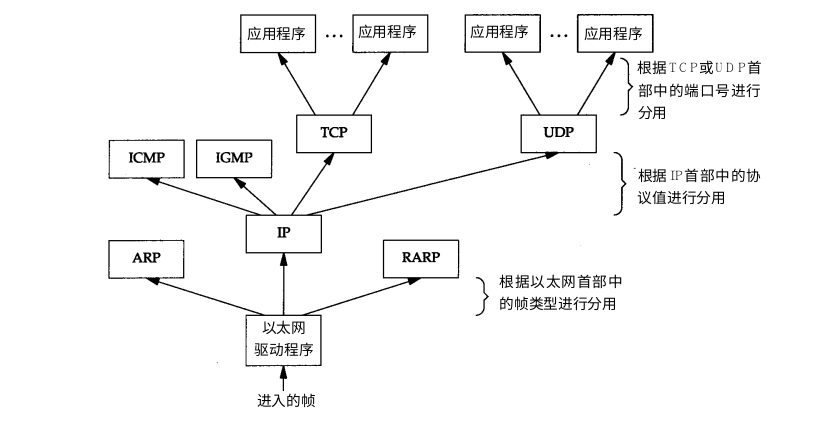 应用程序 … 应用程序 应用程序 … 应用程序
根据TCP或UDP首
部中的端口号进行
分用
TCP UDP
ICMP IGMP
根据IP首部中的协
议值进行分用
IP
ARP RARP
根据以太网首部中
的帧类型进行分用
以太网
驱动程序
进入的帧